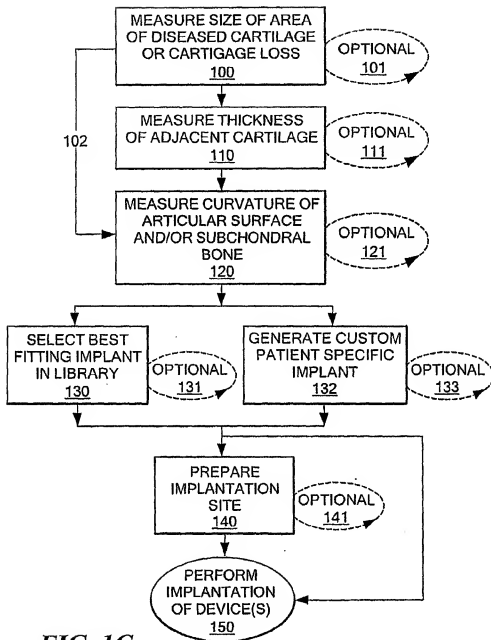 MEASURE SIZE OF AREA
OF DISEASED CARTILAGE
OR CARTIGAGE LOSS
100
OPTIONAL
101
102
MEASURE THICKNESS
OF ADJACENT CARTILAGE
110
OPTIONAL
111
MEASURE CURVATURE OF
ARTICULAR SURFACE
AND/OR SUBCHONDRAL
BONE
120
OPTIONAL
121
SELECT BEST
FITTING IMPLANT
IN LIBRARY
130
OPTIONAL
131
GENERATE CUSTOM
PATIENT SPECIFIC
IMPLANT
132
OPTIONAL
133
PREPARE
IMPLANTATION
SITE
140
OPTIONAL
141
PERFORM
IMPLANTATION
OF DEVICE(S)
150
FIG. 1C